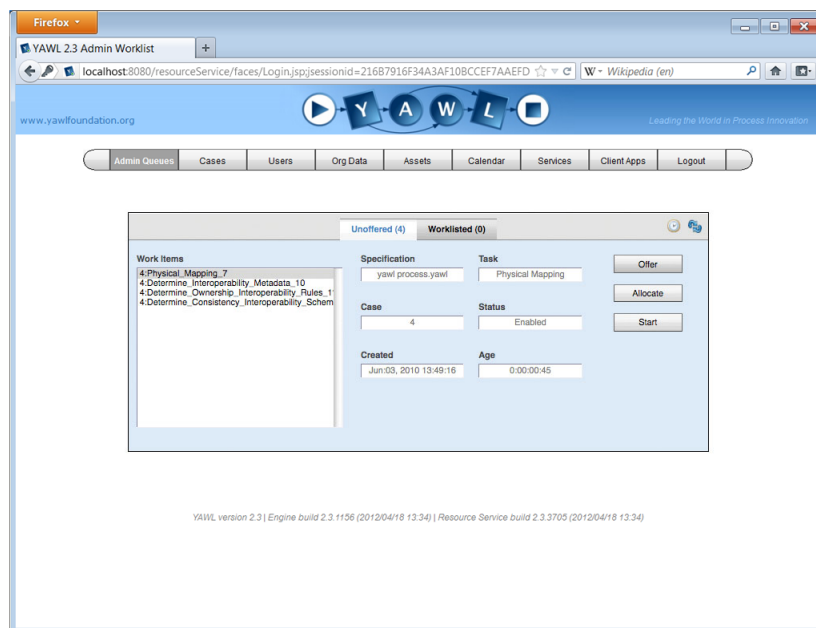 Firefox
YAWL 2.3 Admin Worklist
localhost:8080/resourceService/faces/Login.jsp;jsessionid=216B7916F34A3AF10BCCEF7AAEFD
W Wikipedia (en)
www.yawlfoundation.org
Y A W L
Leading the World in Process Innovation
Admin Queues Cases Users Org Data Assets Calendar Services Client Apps Logout
Unoffered (4) Worklisted (0)
Work Items Specification Task
4:Physical_Mapping_7 yawl process.yawl Physical Mapping Offer
4:Determine_Interoperability_Metadata_10
4:Determine_Ownership_Interoperability_Rules_1
4:Determine_Consistency_Interoperability_Schem
Allocate
Case Status
4 Enabled Start
Created Age
Jun:03, 2010 13:49:16 0:00:00:45
YAWL version 2.3 | Engine build 2.3.1156 (2012/04/18 13:34) | Resource Service build 2.3.3705 (2012/04/18 13:34)